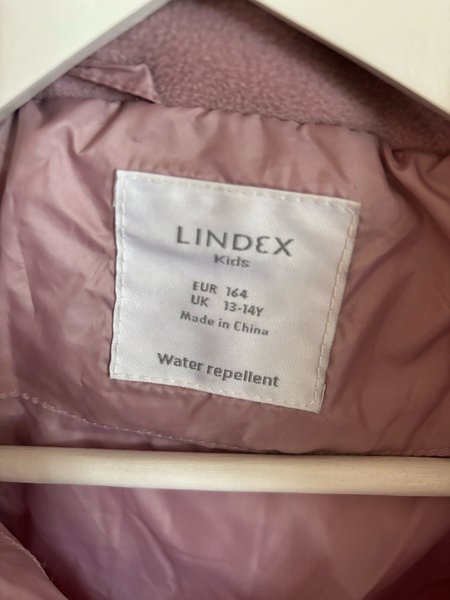 LINDEX
Kids
EUR 164
UK 13-14Y
Made in China
Water repellent